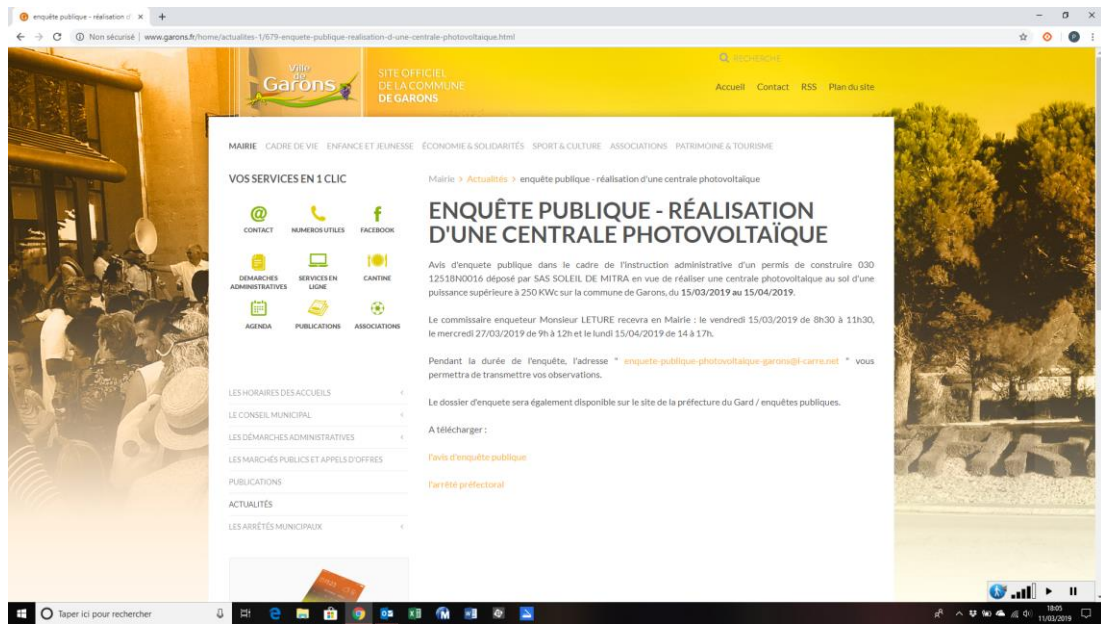 enquête publique - réalisation d'
Non sécurisé | www.garons.fr/home/actualites-1/679-enquete-publique-realisation-d-une-centrale-photovoltaique.html
Ville
de
Garons
SITE OFFICIEL
DE LA COMMUNE
DE GARONS
RECHERCHE
Accueil Contact RSS Plan du site
MAIRIE CADRE DE VIE ENFANCE ET JEUNESSE ÉCONOMIE & SOLIDARITÉS SPORT & CULTURE ASSOCIATIONS PATRIMOINE & TOURISME
VOS SERVICES EN 1 CLIC
CONTACT NUMEROS UTILES FACEBOOK
DEMARCHES SERVICES EN CANTINE
ADMINISTRATIVES LIGNE
AGENDA PUBLICATIONS ASSOCIATIONS
LES HORAIRES DES ACCUEILS
LE CONSEIL MUNICIPAL
LES DÉMARCHES ADMINISTRATIVES
LES MARCHÉS PUBLICS ET APPELS D'OFFRES
PUBLICATIONS
ACTUALITÉS
LES ARRÊTÉS MUNICIPAUX
Mairie > Actualités > enquête publique - réalisation d'une centrale photovoltaïque
ENQUÊTE PUBLIQUE - RÉALISATION
D'UNE CENTRALE PHOTOVOLTAÏQUE
Avis d'enquete publique dans le cadre de l'instruction administrative d'un permis de construire 030
12518N0016 déposé par SAS SOLEIL DE MITRA en vue de réaliser une centrale photovoltaique au sol d'une
puissance supérieure à 250 KWc sur la commune de Garons, du 15/03/2019 au 15/04/2019.
Le commissaire enqueteur Monsieur LETURE recevra en Mairie : le vendredi 15/03/2019 de 8h30 à 11h30,
le mercredi 27/03/2019 de 9h à 12h et le lundi 15/04/2019 de 14 à 17h.
Pendant la durée de l'enquête, l'adresse " enquete-publique-photovoltaique-garons@i-carre.net " vous
permettra de transmettre vos observations.
Le dossier d'enquete sera également disponible sur le site de la préfecture du Gard / enquêtes publiques.
A télécharger :
l'avis d'enquête publique
l'arrêté préfectoral
Taper ici pour rechercher
18:05
11/03/2019